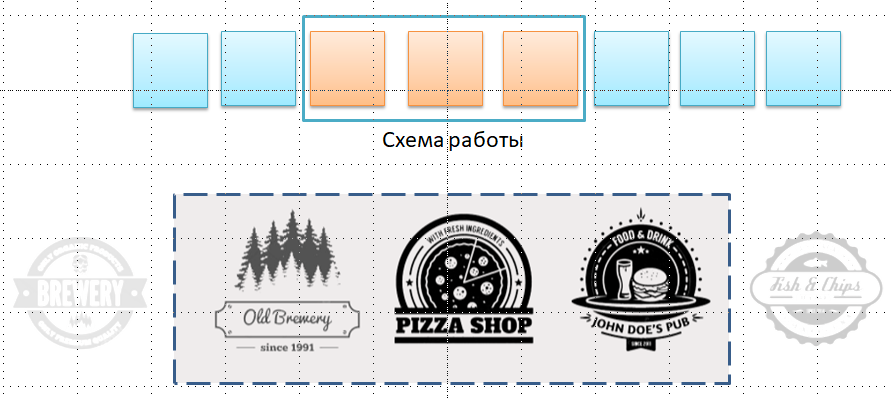 Схема работы
BREWERY
Old Brewery
since 1991
WITH FRESH INGREDIENTS
PIZZA SHOP
FOOD & DRINK
JOHN DOE'S PUB
Fish & Chips